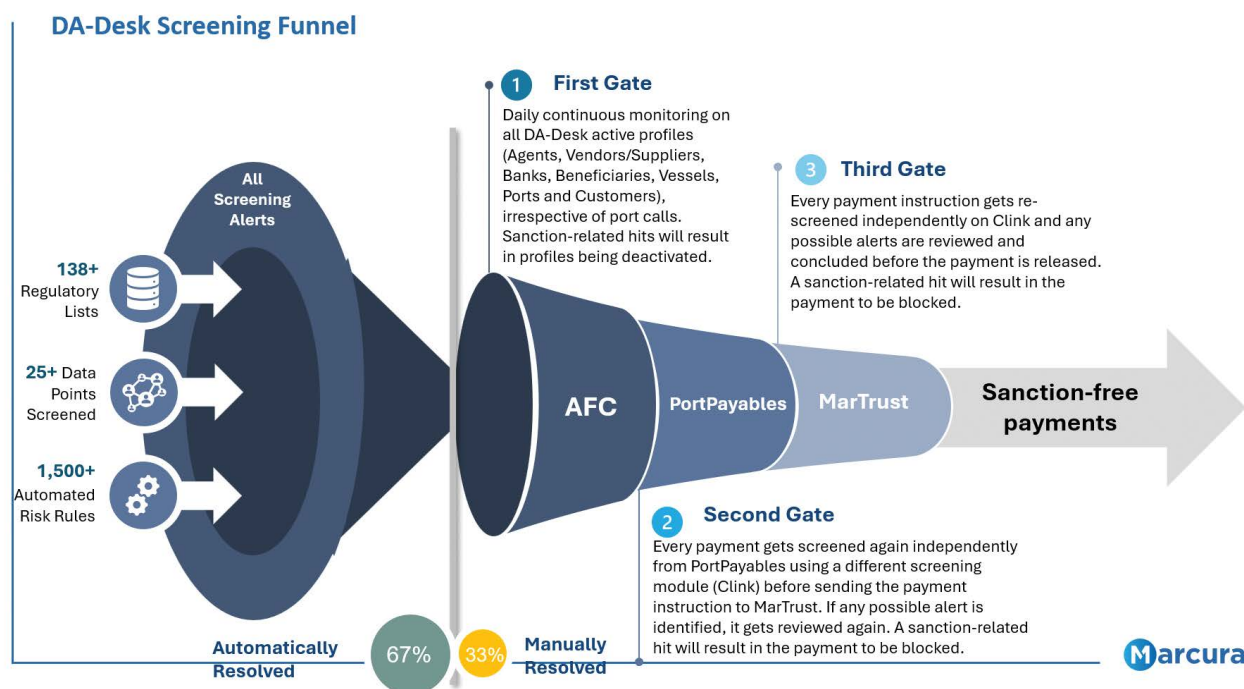 DA-Desk Screening Funnel
All
Screening
Alerts
138+
Regulatory
Lists
25+ Data
Points
Screened
1,500+
Automated
Risk Rules
1
First Gate
Daily continuous monitoring on
all DA-Desk active profiles
(Agents, Vendors/Suppliers,
Banks, Beneficiaries, Vessels,
Ports and Customers),
irrespective of port calls.
Sanction-related hits will result
in profiles being deactivated.
3
Third Gate
Every payment instruction gets re-
screened independently on Clink and any
possible alerts are reviewed and
concluded before the payment is released.
A sanction-related hit will result in the
payment to be blocked.
AFC
PortPayables
MarTrust
Sanction-free
payments
2
Second Gate
Every payment gets screened again independently
from PortPayables using a different screening
module (Clink) before sending the payment
instruction to MarTrust. If any possible alert is
identified, it gets reviewed again. A sanction-related
hit will result in the payment to be blocked.
Automatically
Resolved
67%
33%
Manually
Resolved
Marcura